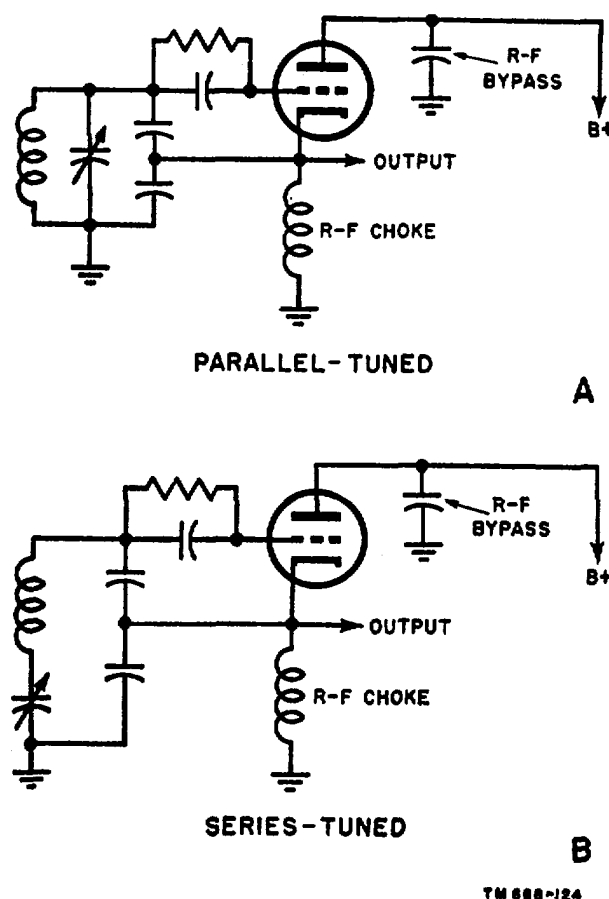 R-F
BYPASS
B+
OUTPUT
R-F CHOKE
PARALLEL-TUNED
A
R-F
BYPASS
B+
OUTPUT
R-F CHOKE
SERIES-TUNED
B